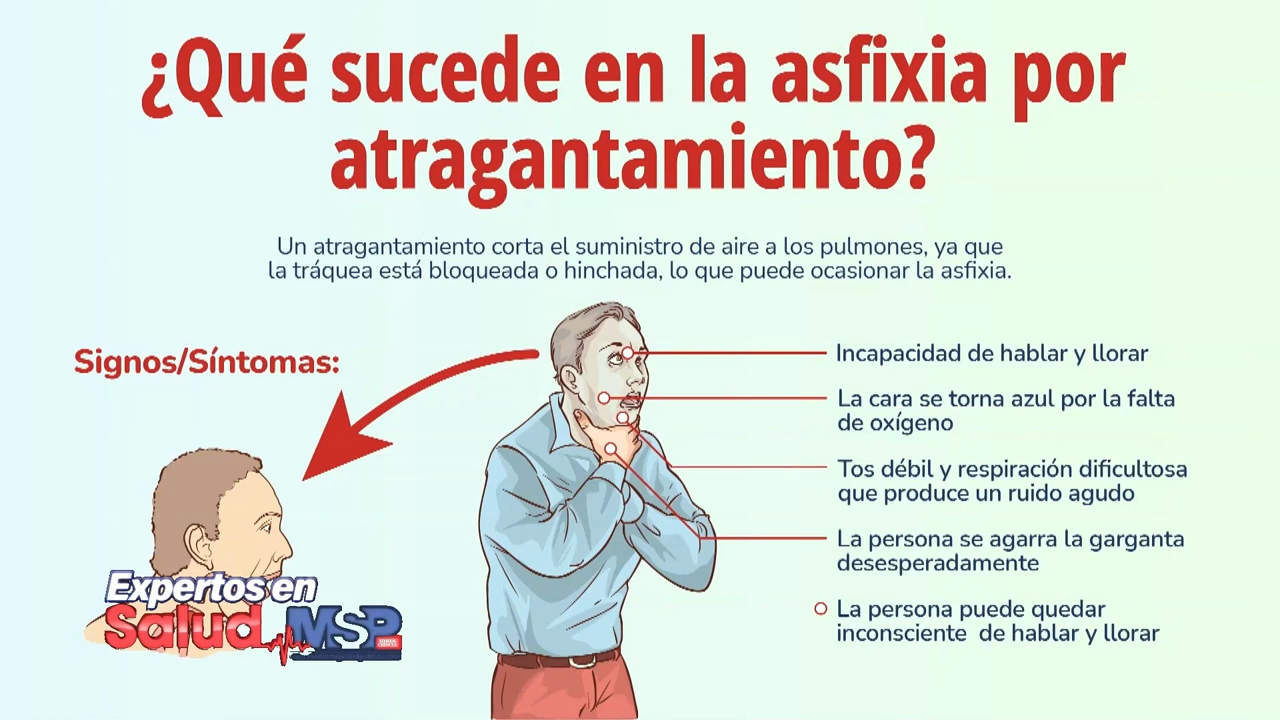 ¿Qué sucede en la asfixia por
atragantamiento?
Un atragantamiento corta el suministro de aire a los pulmones, ya que
la tráquea está bloqueada o hinchada, lo que puede ocasionar la asfixia.
Signos/Síntomas:
Incapacidad de hablar y llorar
La cara se torna azul por la falta
de oxígeno
Tos débil y respiración dificultosa
que produce un ruido agudo
La persona se agarra la garganta
desesperadamente
La persona puede quedar
inconsciente de hablar y llorar
Expertos en
Salud MSP